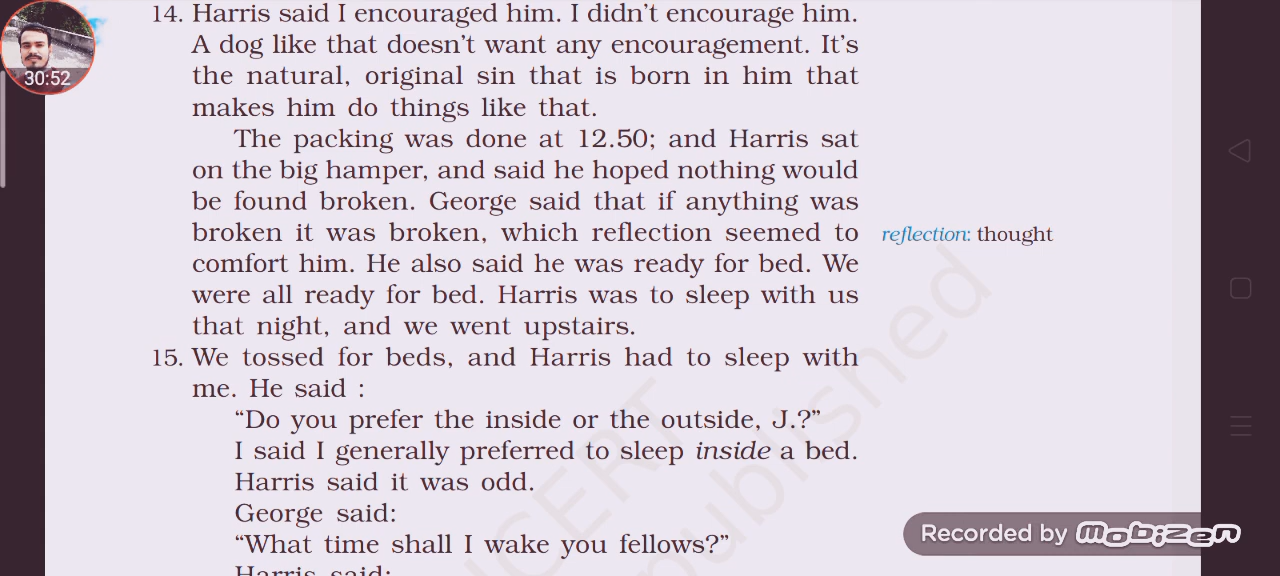 14. Harris said I encouraged him. I didn't encourage him.
A dog like that doesn't want any encouragement. It's
the natural, original sin that is born in him that
makes him do things like that.
The packing was done at 12.50; and Harris sat
on the big hamper, and said he hoped nothing would
be found broken. George said that if anything was
broken it was broken, which reflection seemed to
comfort him. He also said he was ready for bed. We
were all ready for bed. Harris was to sleep with us
that night, and we went upstairs.
15. We tossed for beds, and Harris had to sleep with
me. He said :
“Do you prefer the inside or the outside, J.?”
I said I generally preferred to sleep inside a bed.
Harris said it was odd.
George said:
“What time shall I wake you fellows?”
Harris said:
reflection: thought
30:52
NCERT
published
Recorded by mobizen